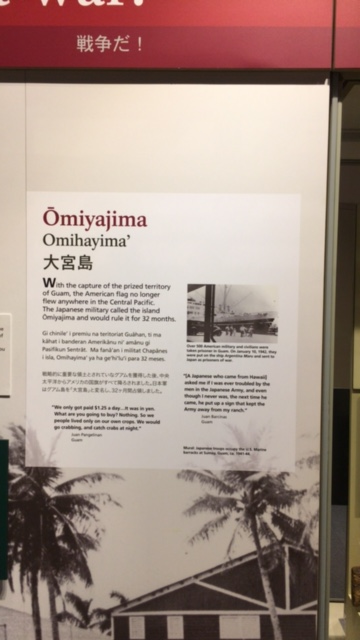 war!
戦争だ！
Ōmiyajima
Omihayima’
大宮島
With the capture of the prized territory
of Guam, the American flag no longer
flew anywhere in the Central Pacific.
The Japanese military called the island
Ōmiyajima and would rule it for 32 months.
Over 500 American military and civilians were
taken prisoner in Guam. On January 10, 1942, they
were put on the ship Argentina Maru and sent to
Japan as prisoners of war.
Gi chinile’ i premiu na teritoriat Guåhan, ti ma
kåhat i banderan Amerikånu ni’ amånu gi
Pasifikun Sentråt. Ma fana’an i militat Chapånes
i isla, Omihayima’ ya ha ge’hi’lu’i para 32 meses.
"We only got paid $1.25 a day...it was in yen.
What are you going to buy? Nothing. So we
people lived only on our own crops. We would
go crabbing, and catch crabs at night."
Juan Pangelinan
Guam
"[A Japanese who came from Hawaii]
asked me if I was ever troubled by the
men in the Japanese Army, and even
though I never was, the next time he
came, he put up a sign that kept the
Army away from my ranch."
Guam
Mural: Japanese troops occupy the U.S. Marine
barracks at Sumay, Guam,